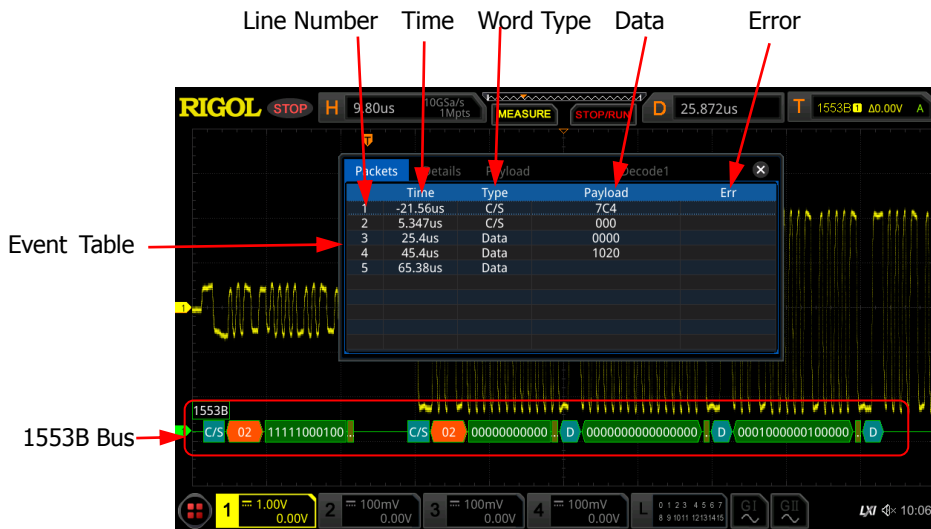 Line Number Time Word Type Data Error
RIGOL STOP H 9.80us 10GSa/s 1Mpts MEASURE STOP/RUN D 25.872us T 1553B 1 Δ0.00V A
T
Packets Details Payload Decode1 ×
Time Type Payload Err
1 -21.56us C/S 7C4
2 5.347us C/S 000
3 25.4us Data 0000
4 45.4us Data 1020
5 65.38us Data
Event Table
1
1553B
1553B Bus
C/S 02 11111000100 . C/S 02 00000000000 . D 0000000000000000 . D 0001000000100000 D
1 1.00V 0.00V 2 100mV 0.00V 3 100mV 0.00V 4 100mV 0.00V L 0 1 2 3 4 5 6 7 8 9 10 11 12 13 14 15 GI GII LXI 10:06